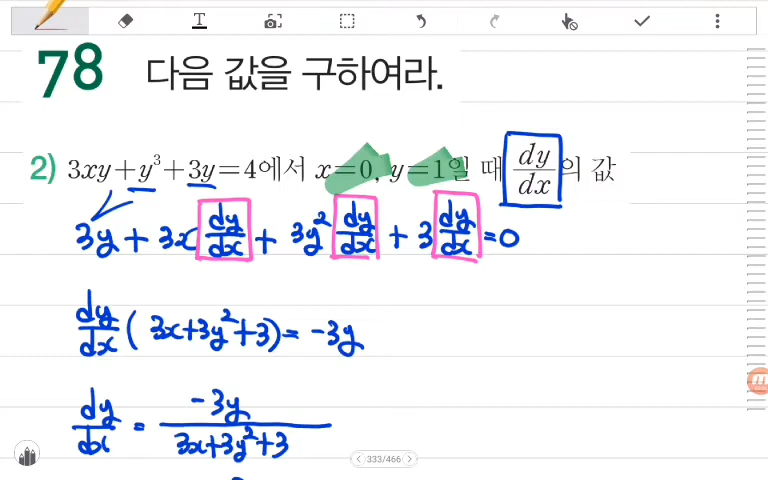 78 다음 값을 구하여라.
2) 3xy+y³+3y=4에서 x=0, y=1일 때 dy/dx의 값
3y + 3x dy/dx + 3y² dy/dx + 3 dy/dx = 0
dy/dx ( 3x+3y²+3) = -3y
dy/dx = -3y/3x+3y²+3
333/466